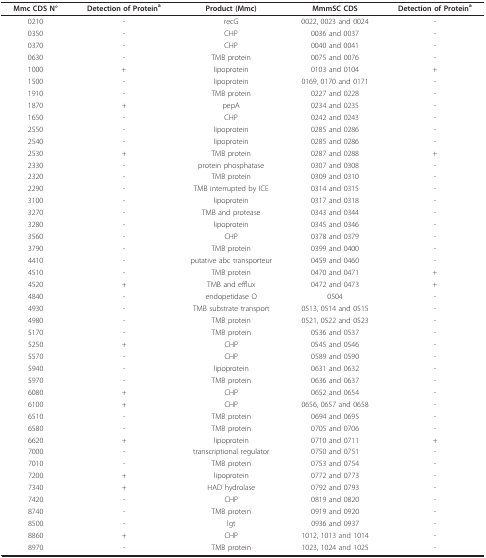 Mmc CDS N° Detection of Protein^a Product (Mmc) MmmSC CDS Detection of Protein^a
0210 - recG 0022, 0023 and 0024 -
0350 - CHP 0036 and 0037 -
0370 - CHP 0040 and 0041 -
0630 - TMB protein 0075 and 0076 -
1000 + lipoprotein 0103 and 0104 +
1500 - lipoprotein 0169, 0170 and 0171 -
1910 - TMB protein 0227 and 0228 -
1870 + pepA 0234 and 0235 -
1650 - CHP 0242 and 0243 -
2550 - lipoprotein 0285 and 0286 -
2540 - lipoprotein 0285 and 0286 -
2530 + TMB protein 0287 and 0288 +
2330 - protein phosphatase 0307 and 0308 -
2320 - TMB protein 0309 and 0310 -
2290 - TMB interrupted by ICE 0314 and 0315 -
3100 - lipoprotein 0317 and 0318 -
3270 - TMB and protease 0343 and 0344 -
3280 - lipoprotein 0345 and 0346 -
3560 - CHP 0378 and 0379 -
3790 - TMB protein 0399 and 0400 -
4410 - putative abc transporteur 0459 and 0460 -
4510 - TMB protein 0470 and 0471 +
4520 + TMB and efflux 0472 and 0473 +
4840 - endopetidase O 0504 -
4930 - TMB substrate transport 0513, 0514 and 0515 -
4980 - TMB protein 0521, 0522 and 0523 -
5170 - TMB protein 0536 and 0537 -
5250 + CHP 0545 and 0546 -
5570 - CHP 0589 and 0590 -
5940 - lipoprotein 0631 and 0632 -
5970 - TMB protein 0636 and 0637 -
6080 + CHP 0652 and 0654 -
6100 + CHP 0656, 0657 and 0658 -
6510 - TMB protein 0694 and 0695 -
6580 - TMB protein 0705 and 0706 -
6620 + lipoprotein 0710 and 0711 +
7000 - transcriptional regulator 0750 and 0751 -
7010 - TMB protein 0753 and 0754 -
7200 + lipoprotein 0772 and 0773 -
7340 + HAD hydrolase 0792 and 0793 -
7420 - CHP 0819 and 0820 -
8740 - TMB protein 0919 and 0920 -
8500 - lgt 0936 and 0937 -
8860 + CHP 1012, 1013 and 1014 -
8970 - TMB protein 1023, 1024 and 1025 -